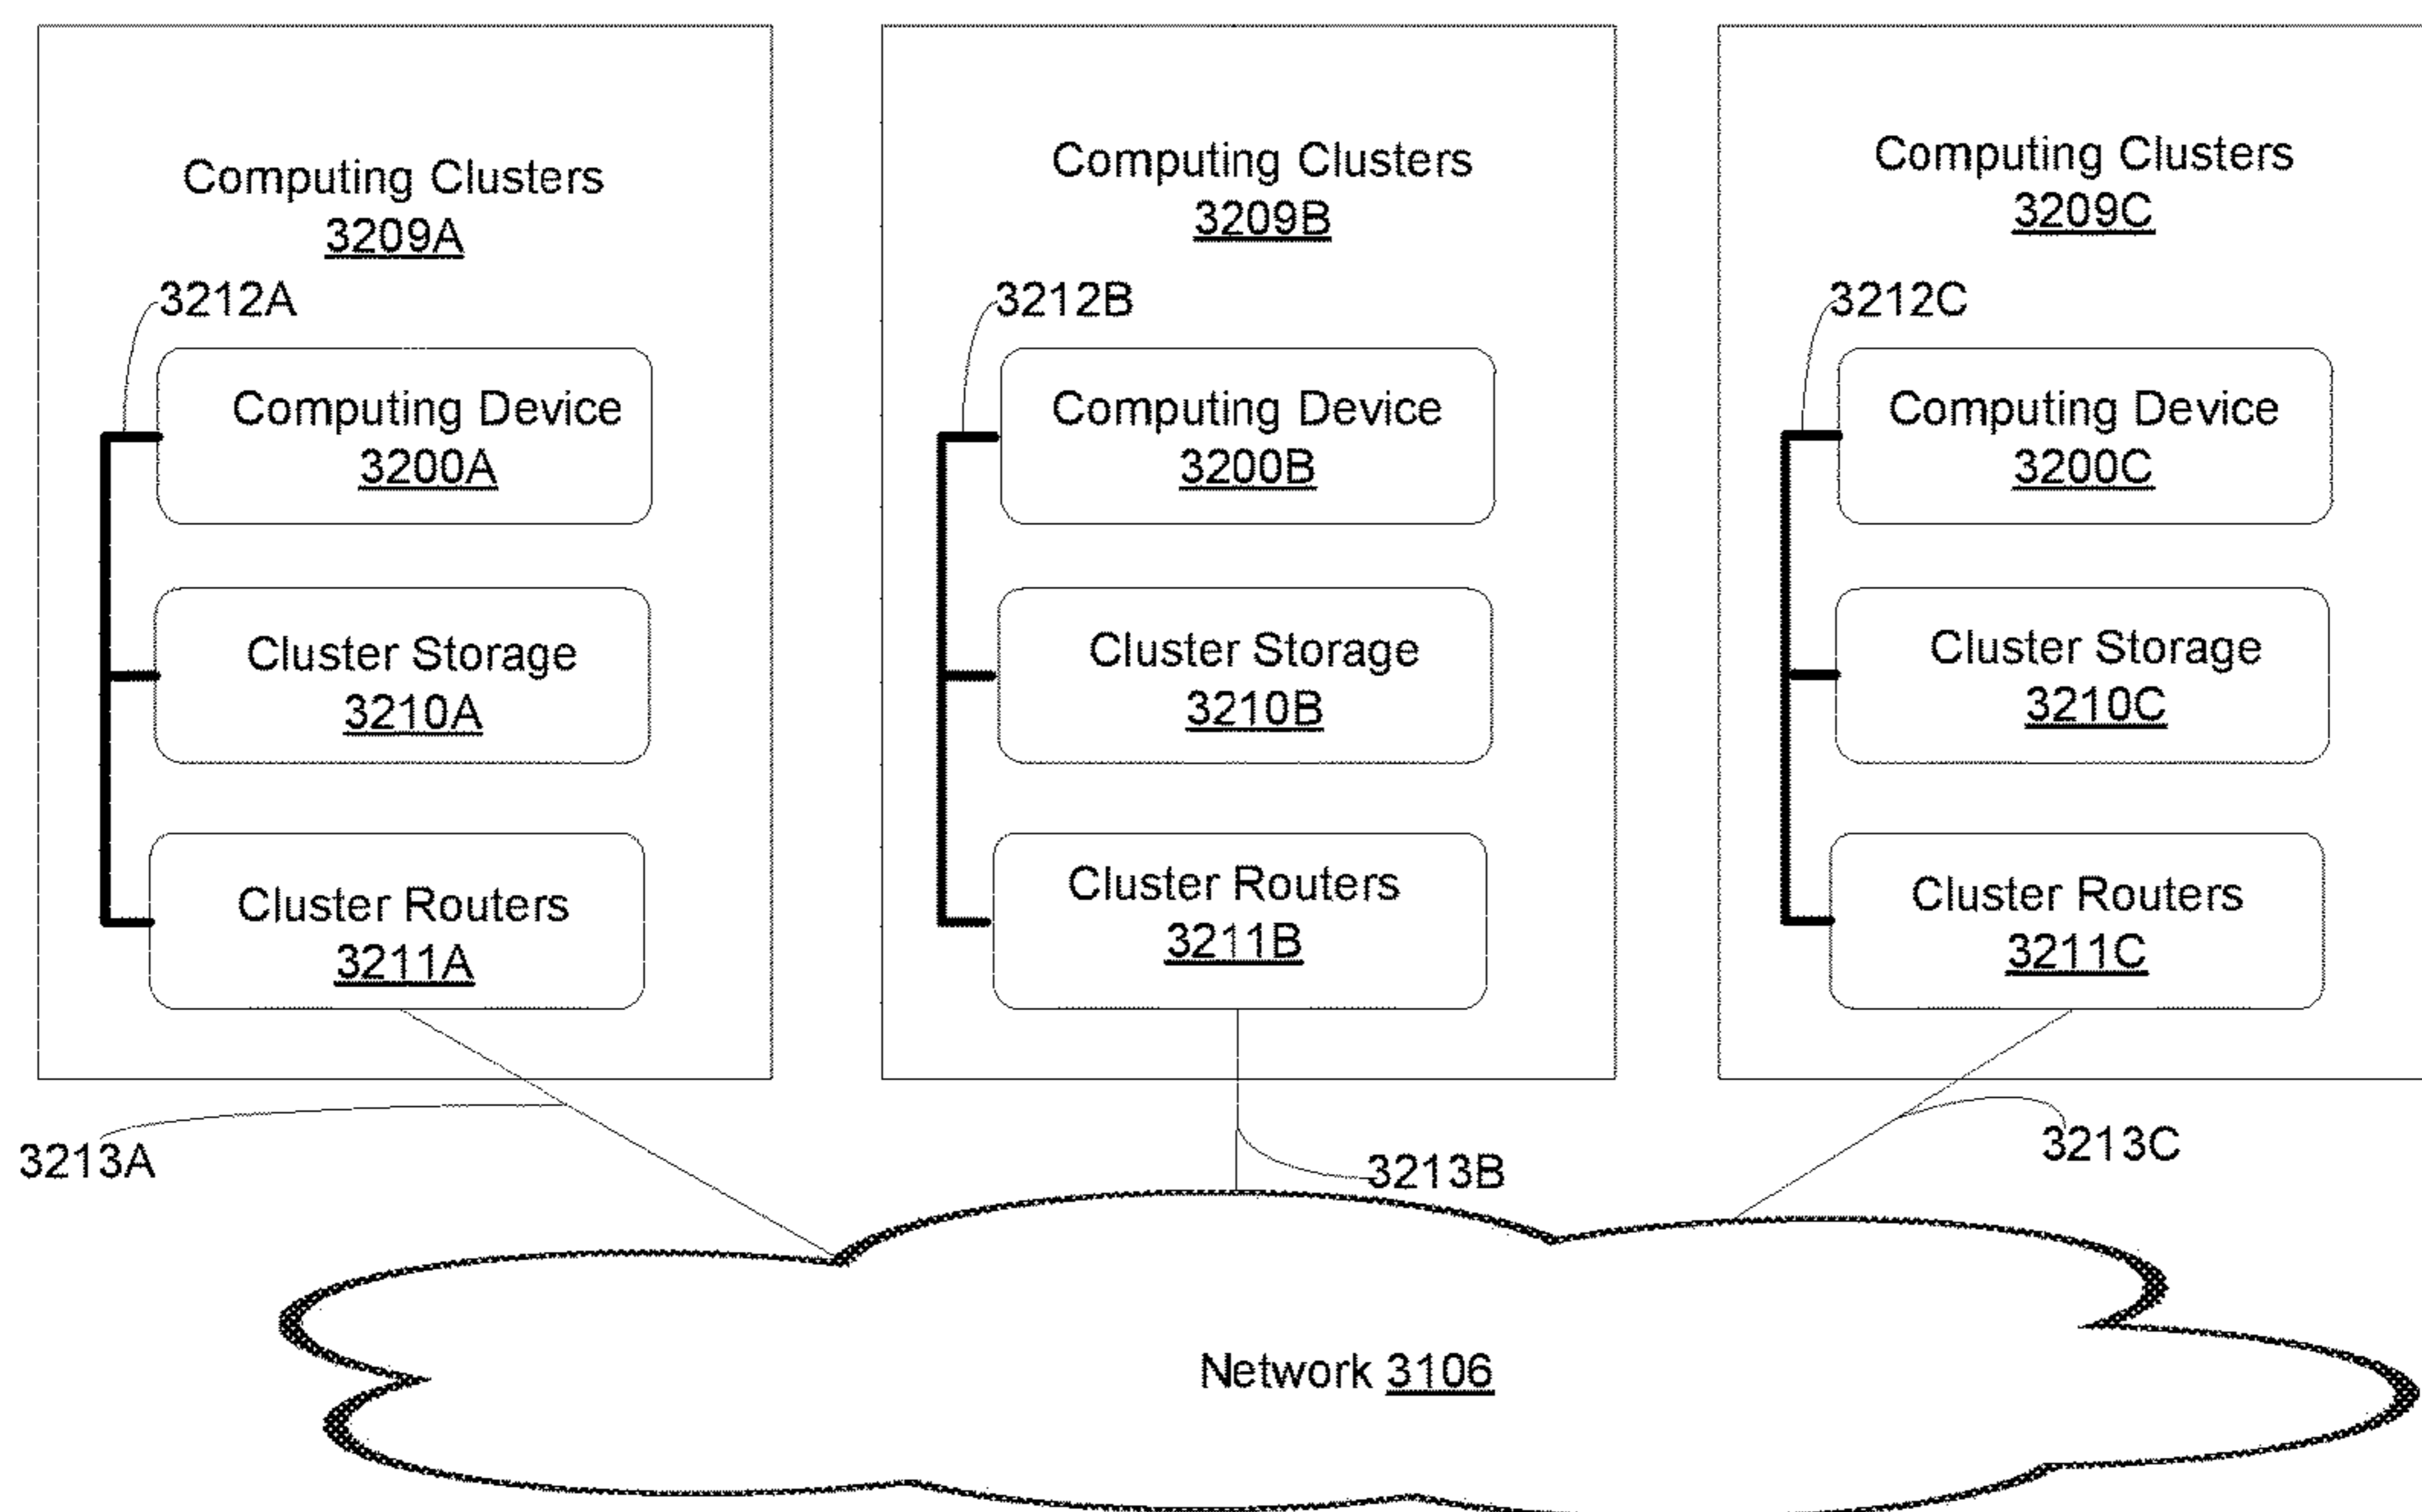 Computing Clusters
3209A
3212A
Computing Device
3200A
Cluster Storage
3210A
Cluster Routers
3211A
3213A
Computing Clusters
3209B
3212B
Computing Device
3200B
Cluster Storage
3210B
Cluster Routers
3211B
3213B
Computing Clusters
3209C
3212C
Computing Device
3200C
Cluster Storage
3210C
Cluster Routers
3211C
3213C
Network 3106